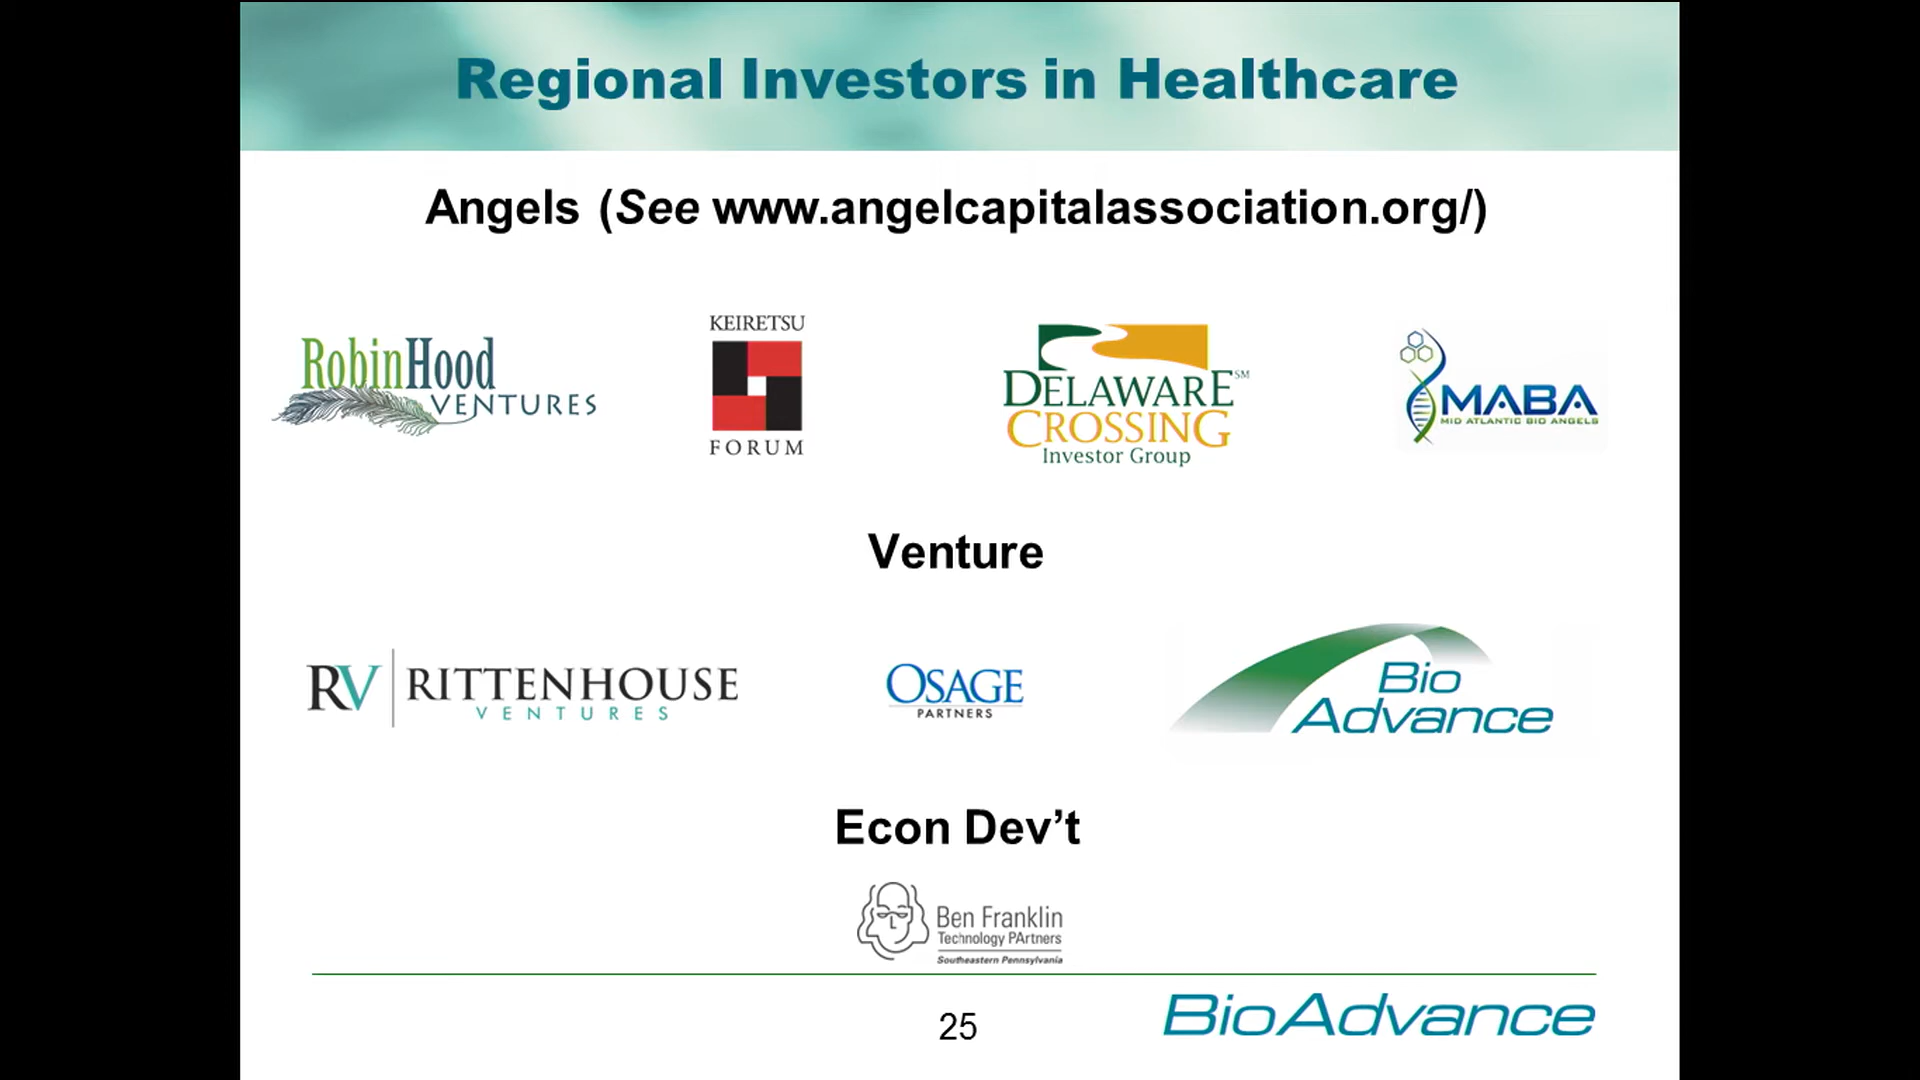 Regional Investors in Healthcare
Angels (See www.angelcapitalassociation.org/)
RobinHood
VENTURES
KEIRETSU
FORUM
DELAWARE SM
CROSSING
Investor Group
MABA
MID ATLANTIC BIO ANGELS
Venture
RV RITTENHOUSE
VENTURES
OSAGE
PARTNERS
Bio
Advance
Econ Dev’t
Ben Franklin
Technology PArtners
Southeastern Pennsylvania
25
BioAdvance